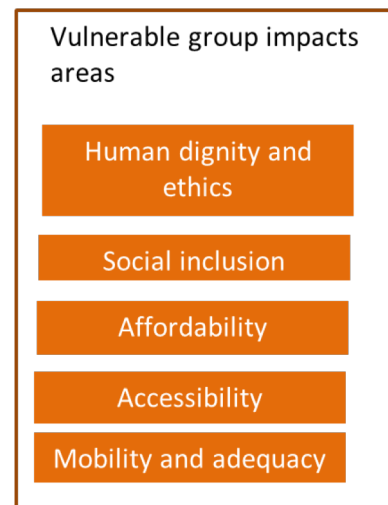 Vulnerable group impacts
areas
Human dignity and
ethics
Social inclusion
Affordability
Accessibility
Mobility and adequacy